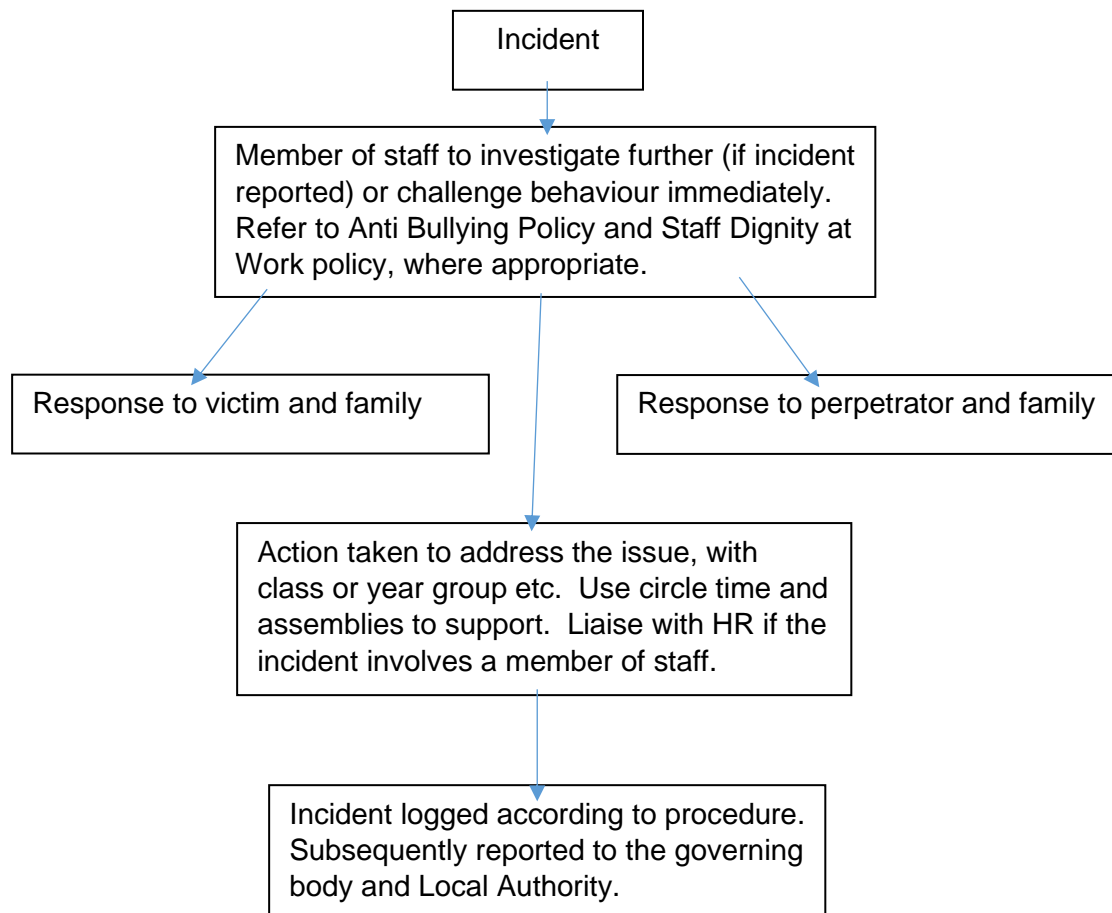 Incident
Member of staff to investigate further (if incident
reported) or challenge behaviour immediately.
Refer to Anti Bullying Policy and Staff Dignity at
Work policy, where appropriate.
Response to victim and family
Response to perpetrator and family
Action taken to address the issue, with
class or year group etc.  Use circle time and
assemblies to support.  Liaise with HR if the
incident involves a member of staff.
Incident logged according to procedure.
Subsequently reported to the governing
body and Local Authority.